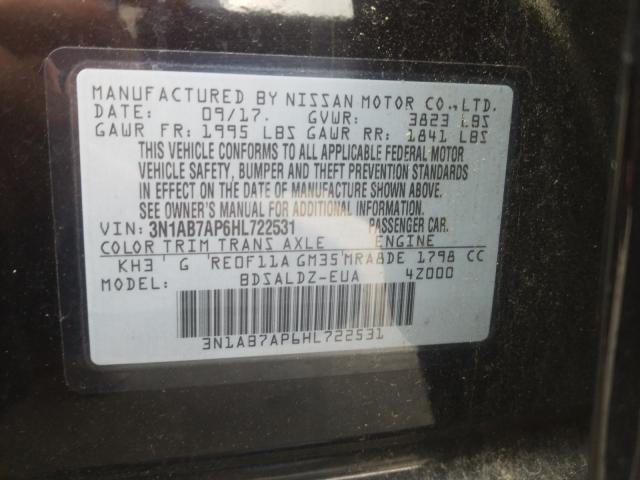 MANUFACTURED BY NISSAN MOTOR CO.,LTD.
DATE: 09/17. GVWR: 3823 LBS
GAWR FR: 1995 LBS GAWR RR: 1841 LBS
THIS VEHICLE CONFORMS TO ALL APPLICABLE FEDERAL MOTOR
VEHICLE SAFETY, BUMPER AND THEFT PREVENTION STANDARDS
IN EFFECT ON THE DATE OF MANUFACTURE SHOWN ABOVE.
SEE OWNER'S MANUAL FOR ADDITIONAL INFORMATION.
VIN: 3N1AB7AP6HL722531 PASSENGER CAR.
COLOR TRIM TRANS AXLE ENGINE
KH3 G RE0F11A GM35 MRA8DE 1798 CC
MODEL: BDSALDZ-EUA 4Z000
3N1AB7AP6HL722531